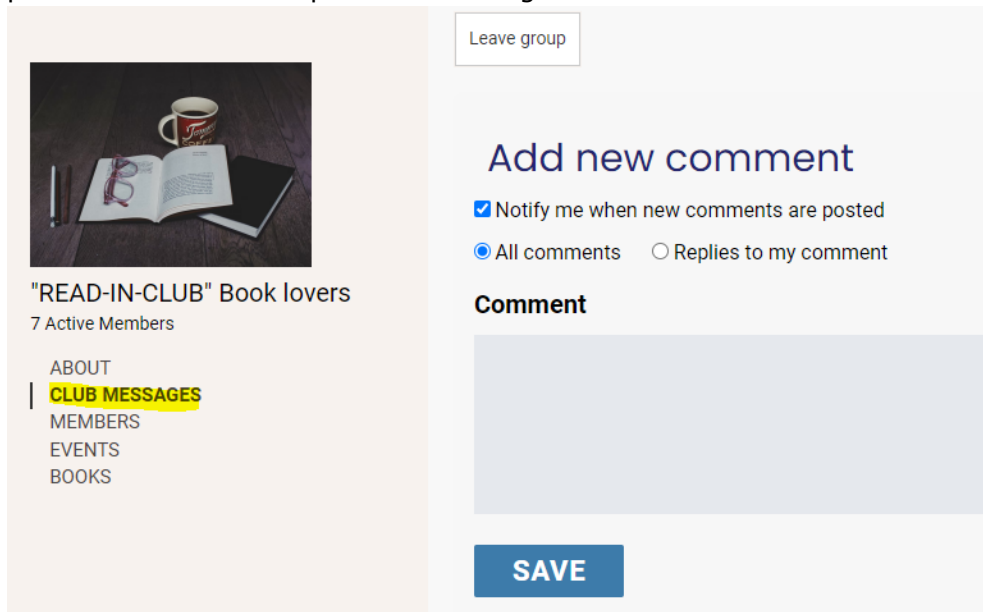 Leave group
Add new comment
Notify me when new comments are posted
All comments Replies to my comment
Comment
SAVE
"READ-IN-CLUB" Book lovers
7 Active Members
ABOUT
CLUB MESSAGES
MEMBERS
EVENTS
BOOKS